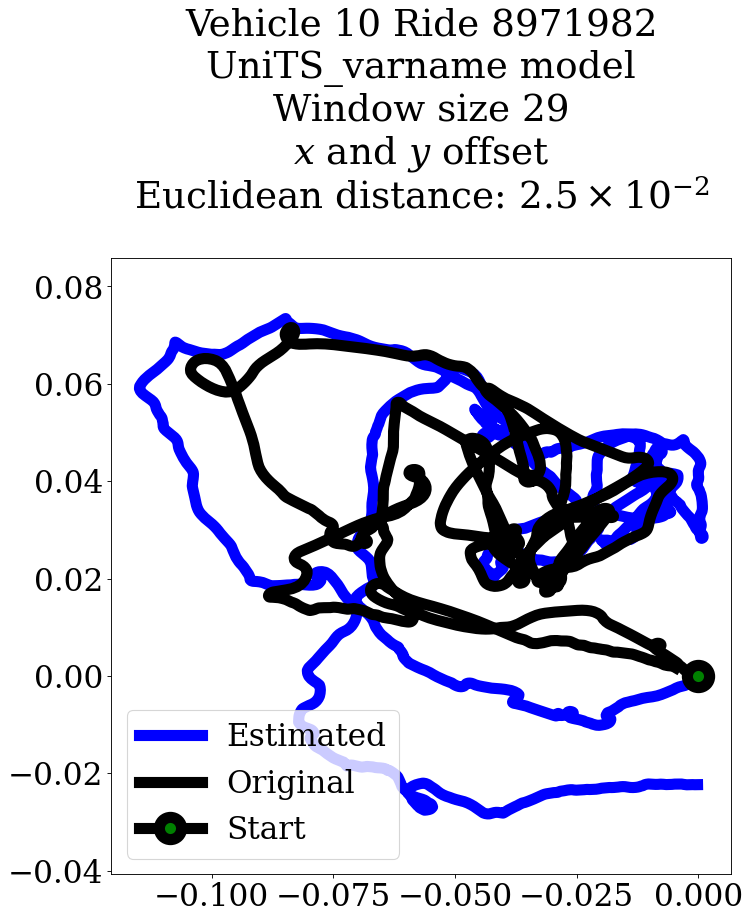 Vehicle 10 Ride 8971982
UniTS_varname model
Window size 29
x and y offset
Euclidean distance: 2.5 × 10⁻²
0.08
0.06
0.04
0.02
0.00
−0.02
−0.04
Estimated
Original
Start
−0.100 −0.075 −0.050 −0.025 0.000